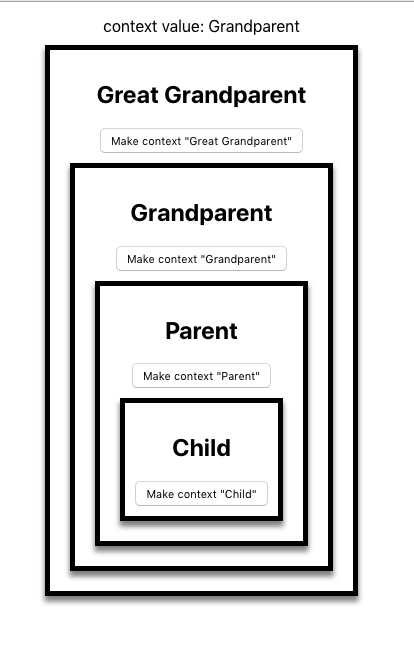 context value: Grandparent
Great Grandparent
Make context "Great Grandparent"
Grandparent
Make context "Grandparent"
Parent
Make context "Parent"
Child
Make context "Child"